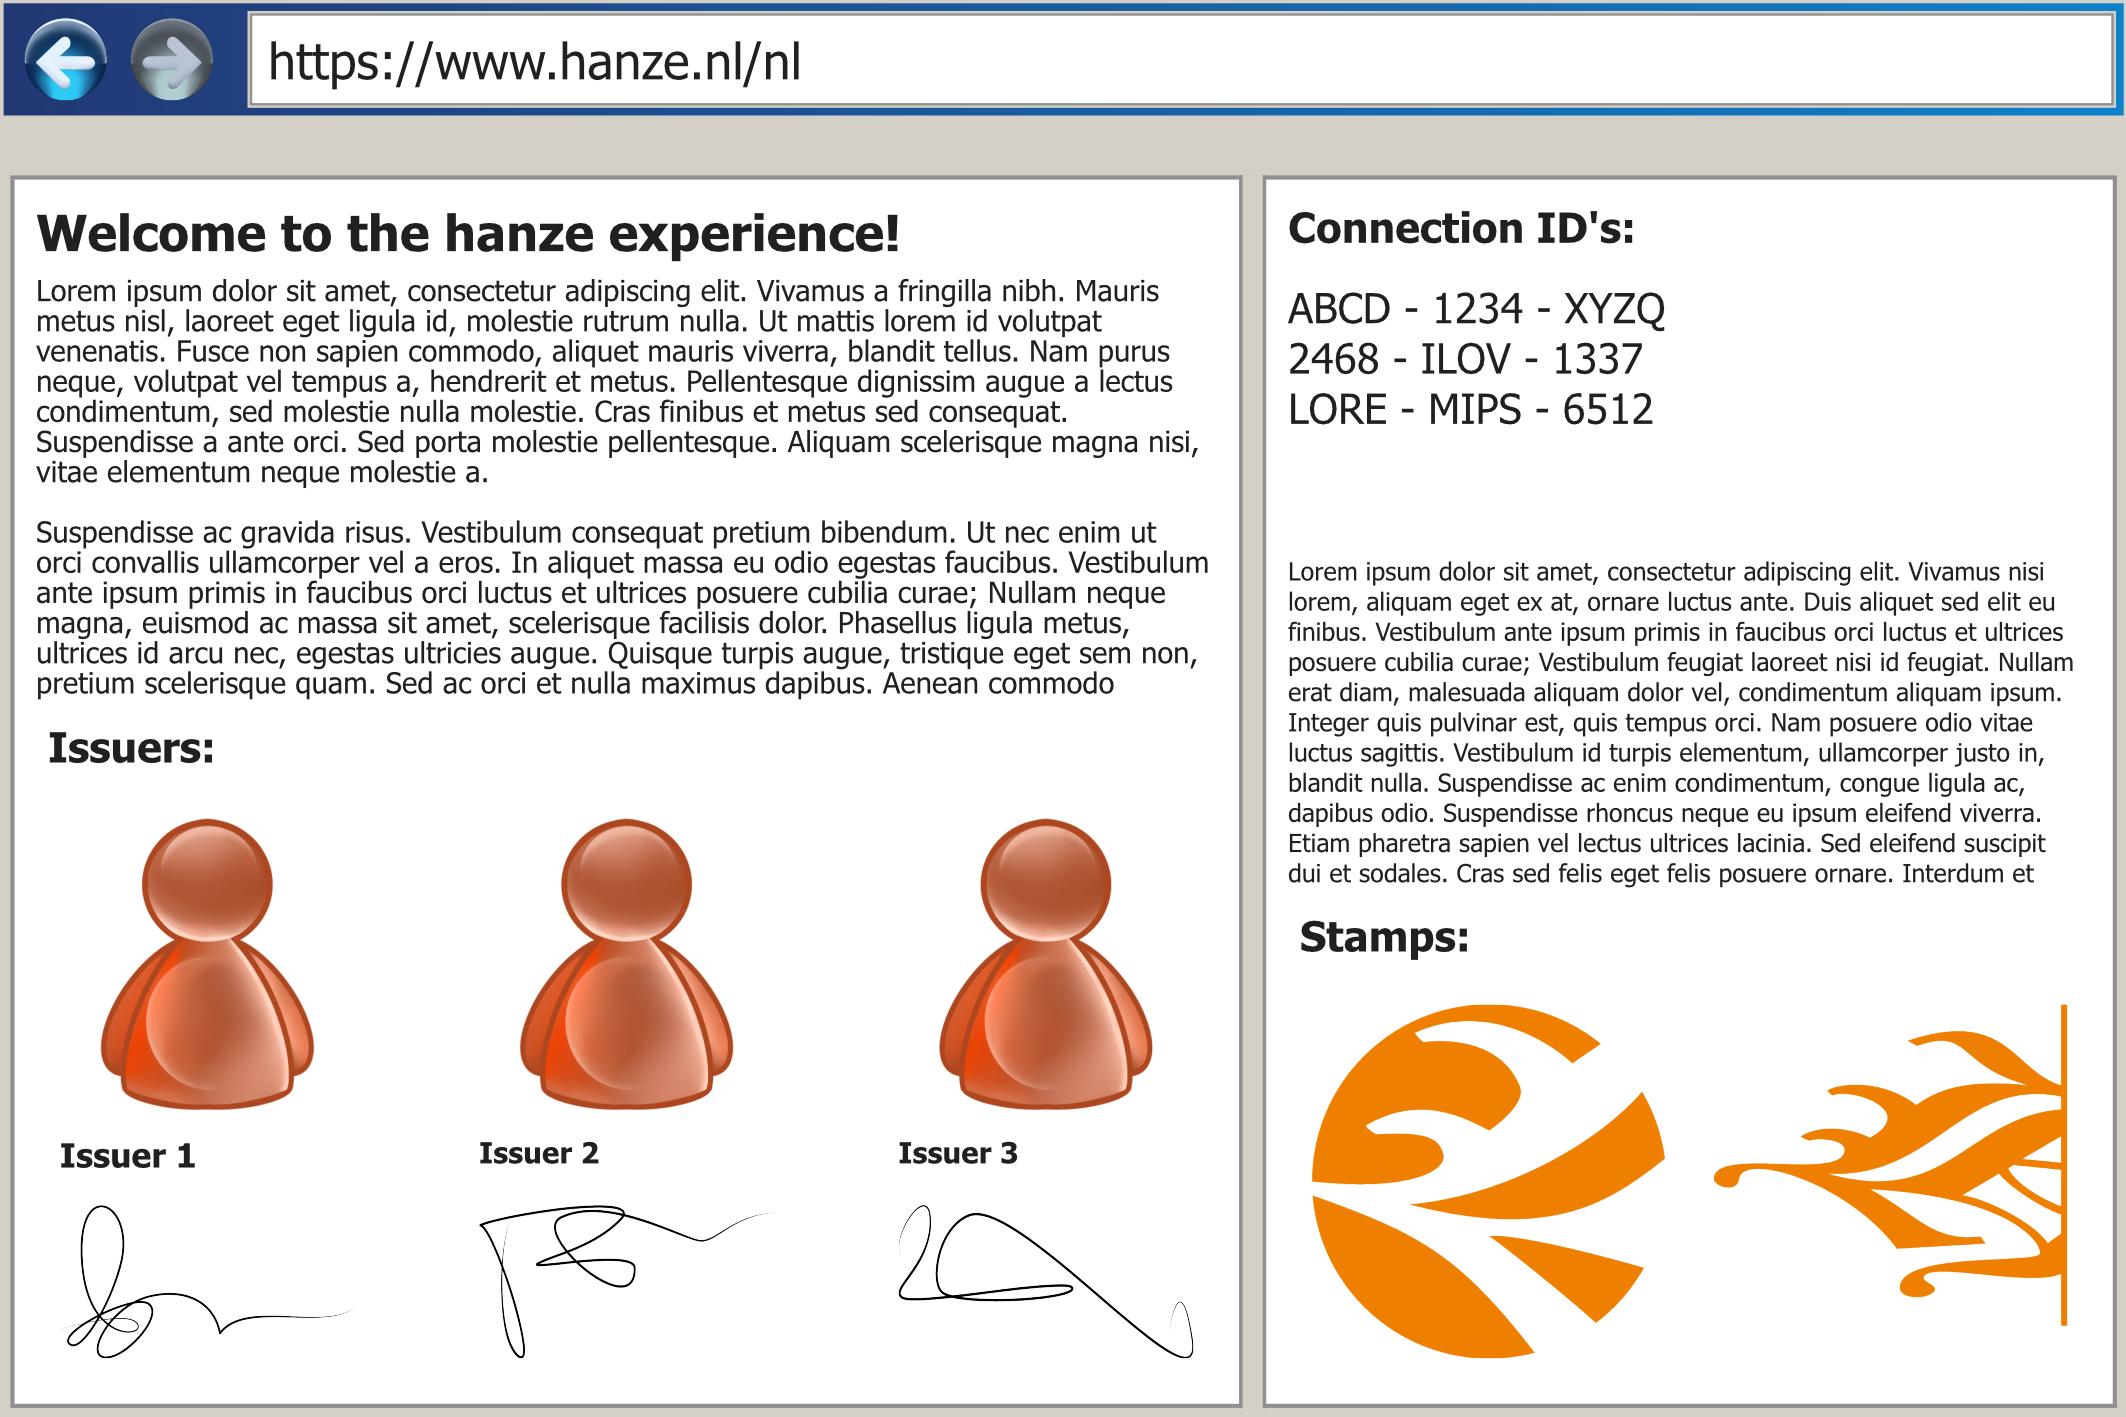 https://www.hanze.nl/nl
Welcome to the hanze experience!
Lorem ipsum dolor sit amet, consectetur adipiscing elit. Vivamus a fringilla nibh. Mauris
metus nisl, laoreet eget ligula id, molestie rutrum nulla. Ut mattis lorem id volutpat
venenatis. Fusce non sapien commodo, aliquet mauris viverra, blandit tellus. Nam purus
neque, volutpat vel tempus a, hendrerit et metus. Pellentesque dignissim augue a lectus
condimentum, sed molestie nulla molestie. Cras finibus et metus sed consequat.
Suspendisse a ante orci. Sed porta molestie pellentesque. Aliquam scelerisque magna nisi,
vitae elementum neque molestie a.
Suspendisse ac gravida risus. Vestibulum consequat pretium bibendum. Ut nec enim ut
orci convallis ullamcorper vel a eros. In aliquet massa eu odio egestas faucibus. Vestibulum
ante ipsum primis in faucibus orci luctus et ultrices posuere cubilia curae; Nullam neque
magna, euismod ac massa sit amet, scelerisque facilisis dolor. Phasellus ligula metus,
ultrices id arcu nec, egestas ultricies augue. Quisque turpis augue, tristique eget sem non,
pretium scelerisque quam. Sed ac orci et nulla maximus dapibus. Aenean commodo
Issuers:
Issuer 1
Issuer 2
Issuer 3
Connection ID's:
ABCD - 1234 - XYZQ
2468 - ILOV - 1337
LORE - MIPS - 6512
Lorem ipsum dolor sit amet, consectetur adipiscing elit. Vivamus nisi
lorem, aliquam eget ex at, ornare luctus ante. Duis aliquet sed elit eu
finibus. Vestibulum ante ipsum primis in faucibus orci luctus et ultrices
posuere cubilia curae; Vestibulum feugiat laoreet nisi id feugiat. Nullam
erat diam, malesuada aliquam dolor vel, condimentum aliquam ipsum.
Integer quis pulvinar est, quis tempus orci. Nam posuere odio vitae
luctus sagittis. Vestibulum id turpis elementum, ullamcorper justo in,
blandit nulla. Suspendisse ac enim condimentum, congue ligula ac,
dapibus odio. Suspendisse rhoncus neque eu ipsum eleifend viverra.
Etiam pharetra sapien vel lectus ultrices lacinia. Sed eleifend suscipit
dui et sodales. Cras sed felis eget felis posuere ornare. Interdum et
Stamps: